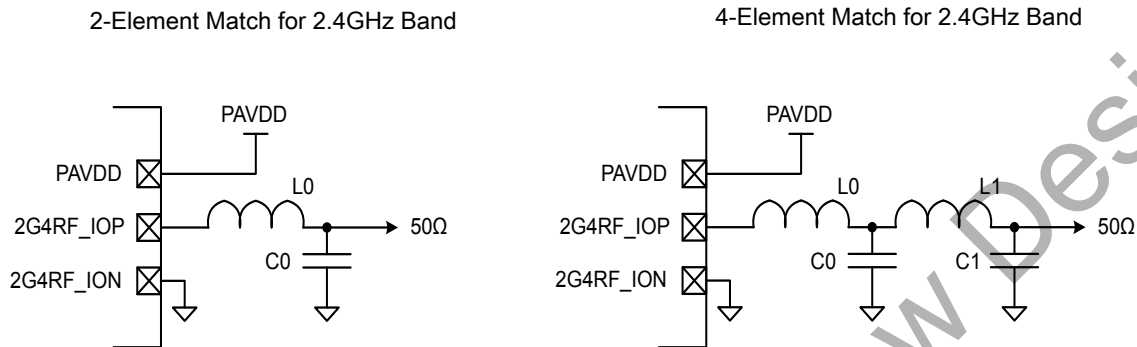 2-Element Match for 2.4GHz Band
PAVDD
PAVDD
L0
2G4RF_IOP
50Ω
C0
2G4RF_ION
4-Element Match for 2.4GHz Band
PAVDD
PAVDD
L0
L1
2G4RF_IOP
50Ω
C0
C1
2G4RF_ION
w Desi